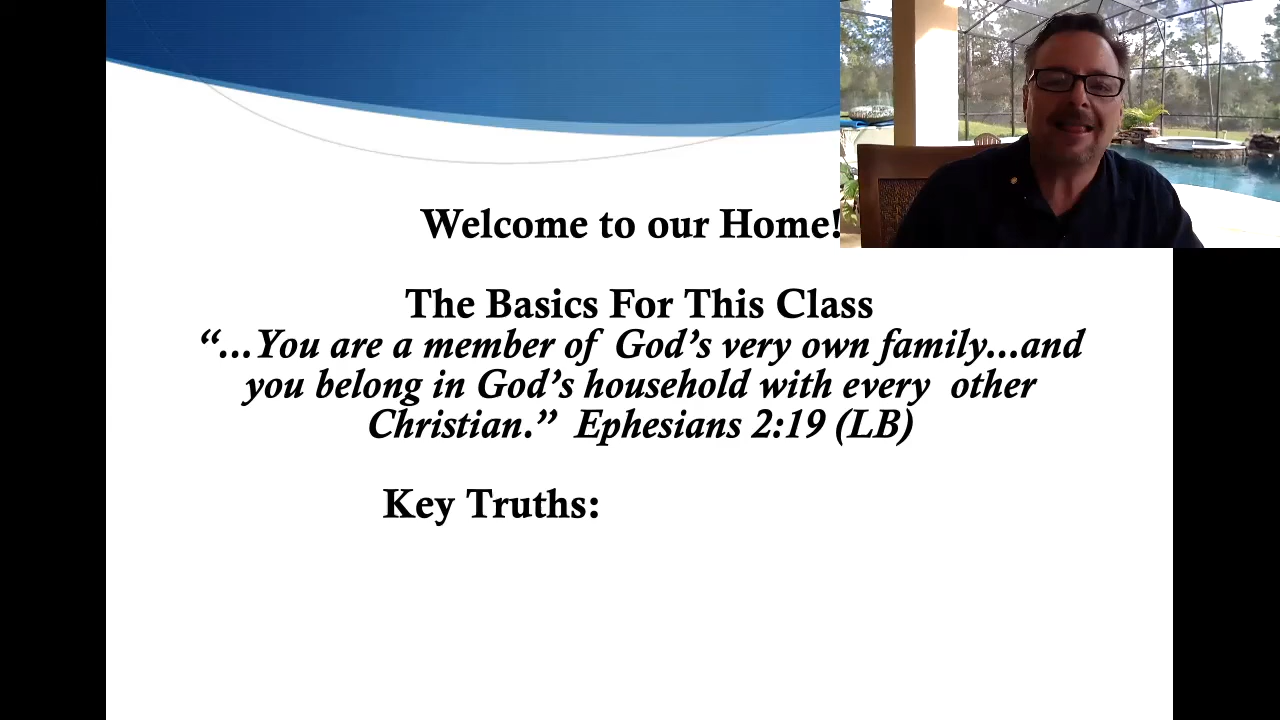 Welcome to our Home!
The Basics For This Class
“...You are a member of God’s very own family...and
you belong in God’s household with every other
Christian.” Ephesians 2:19 (LB)
Key Truths: